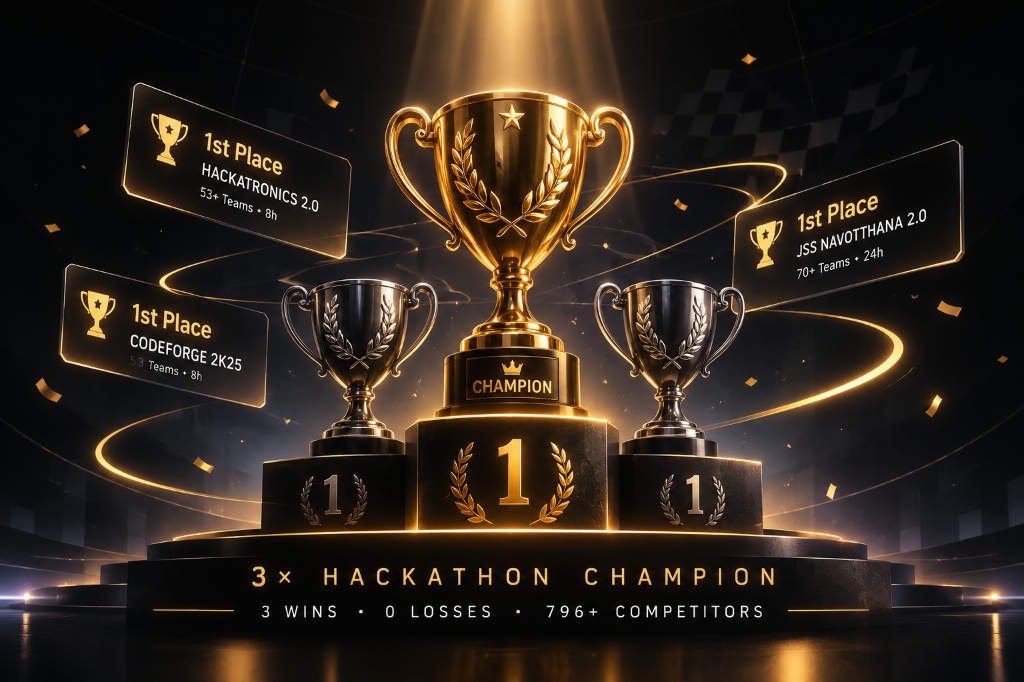 1st Place
HACKATRONICS 2.0
53+ Teams • 8h
1st Place
JSS NAVOTTHANA 2.0
70+ Teams • 24h
1st Place
CODEFORGE 2K25
53 Teams • 8h
CHAMPION
1
1
1
3× HACKATHON CHAMPION
3 WINS • 0 LOSSES • 796+ COMPETITORS